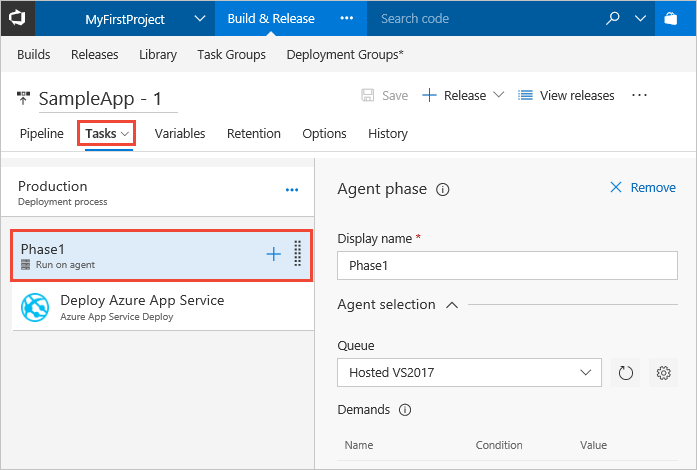 MyFirstProject Build & Release ... Search code
Builds Releases Library Task Groups Deployment Groups*
SampleApp - 1 Save Release View releases ...
Pipeline Tasks Variables Retention Options History
Production ...
Deployment process
Phase1
Run on agent
Deploy Azure App Service
Azure App Service Deploy
Agent phase Remove
Display name *
Phase1
Agent selection
Queue
Hosted VS2017
Demands
Name Condition Value